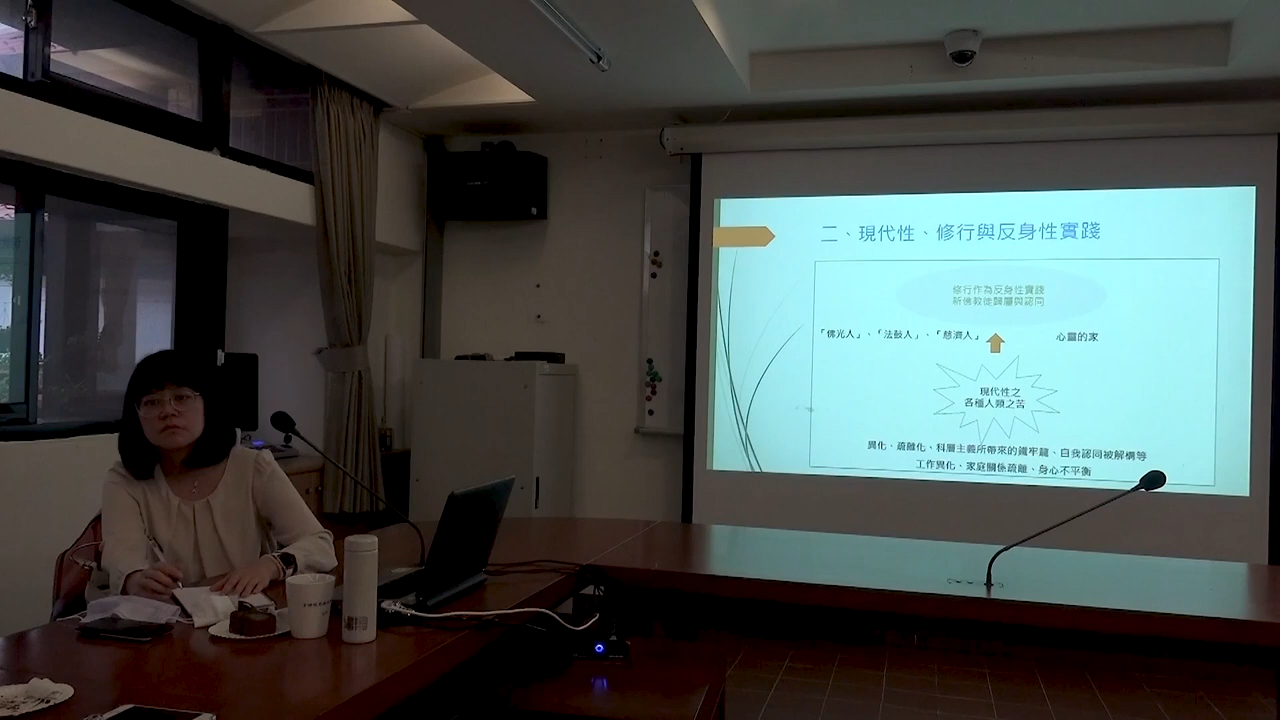 二、現代性、修行與反身性實踐
修行作為反身性實踐
新佛教徒歸屬與認同
「佛光人」、「法鼓人」、「慈濟人」
心靈的家
現代性之
各種人類之苦
異化、疏離化、科層主義所帶來的鐵牢籠、自我認同被解構等
工作異化、家庭關係疏離、身心不平衡